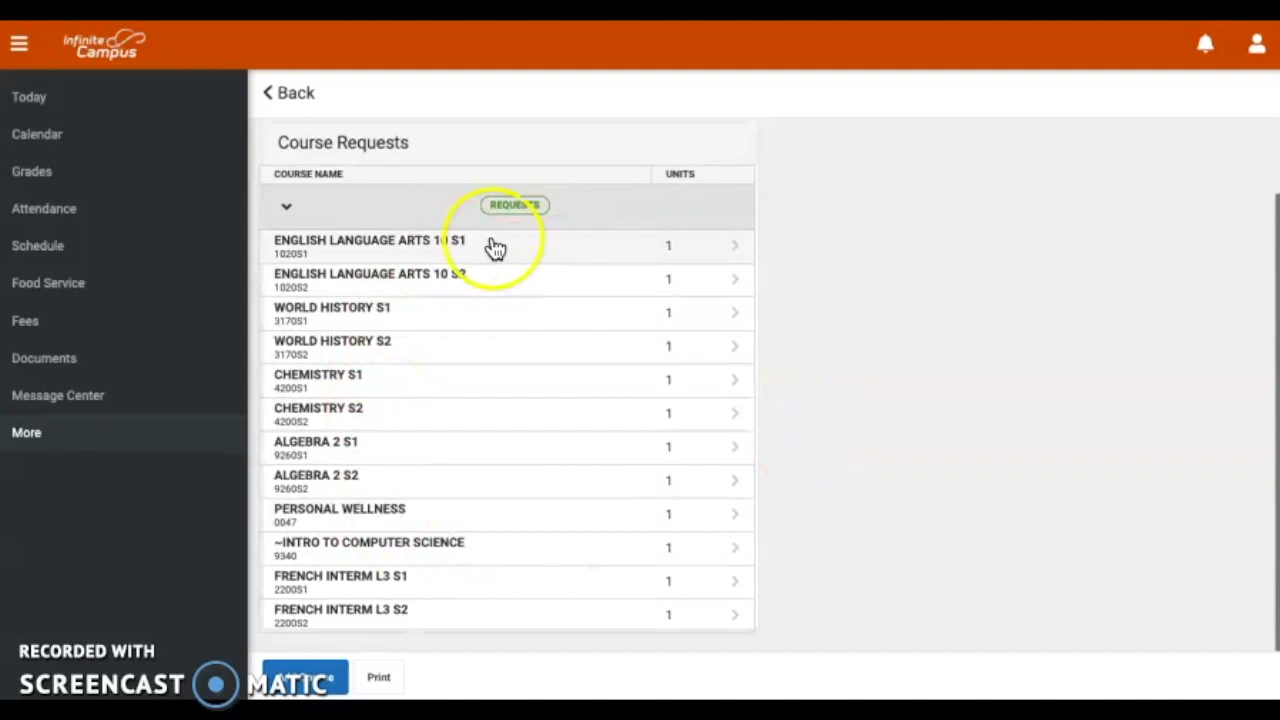 Infinite
Campus
Today
Back
Calendar
Course Requests
Grades
COURSE NAME UNITS
Attendance
REQUESTS
Schedule
ENGLISH LANGUAGE ARTS 10 S1 1
1020S1
Food Service
ENGLISH LANGUAGE ARTS 10 S2 1
1020S2
Fees
WORLD HISTORY S1 1
3170S1
Documents
WORLD HISTORY S2 1
3170S2
Message Center
CHEMISTRY S1 1
4200S1
More
CHEMISTRY S2 1
4200S2
ALGEBRA 2 S1 1
9260S1
ALGEBRA 2 S2 1
9260S2
PERSONAL WELLNESS 1
0047
~INTRO TO COMPUTER SCIENCE 1
9340
FRENCH INTERM L3 S1 1
2200S1
FRENCH INTERM L3 S2 1
2200S2
Print
RECORDED WITH
SCREENCAST MATIC